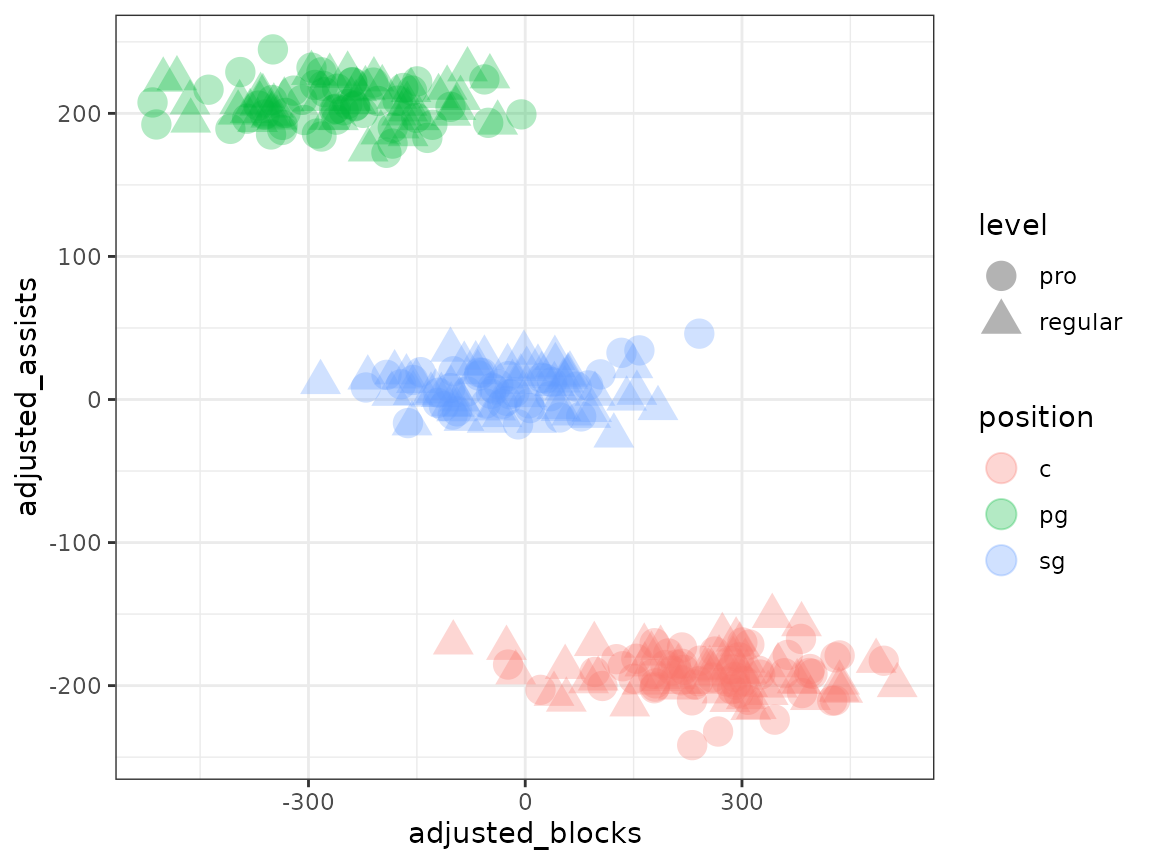 200
100
0
-100
-200
adjusted_assists
-300 0 300
adjusted_blocks
level
pro
regular
position
c
pg
sg